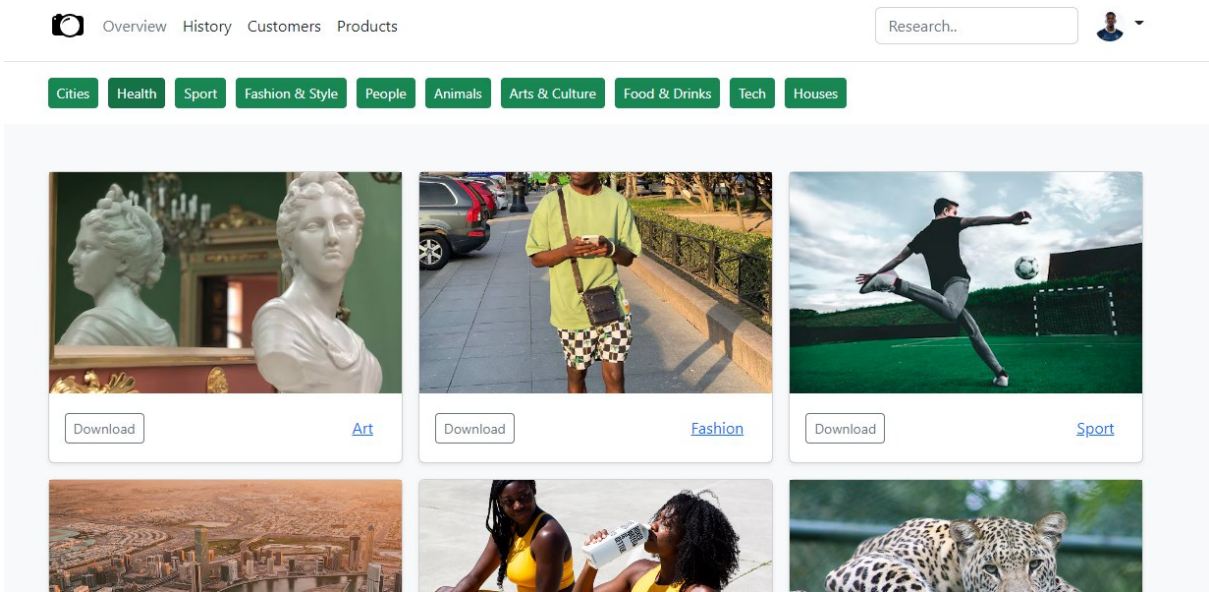 Overview History Customers Products Research..
Cities Health Sport Fashion & Style People Animals Arts & Culture Food & Drinks Tech Houses
Download Art Download Fashion Download Sport